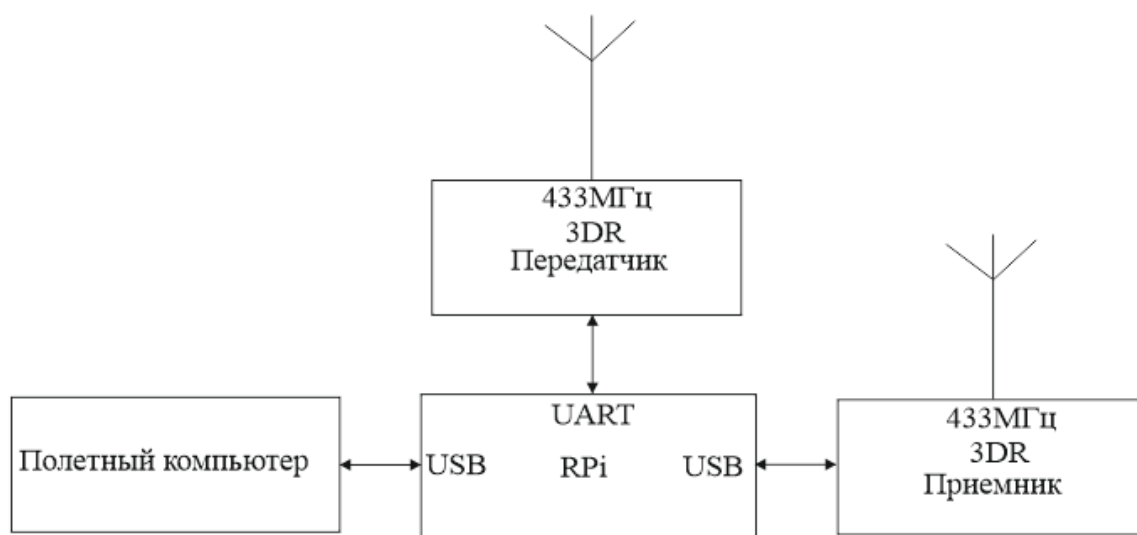 433МГц
3DR
Передатчик
Полетный компьютер
UART
USB
RPi
USB
433МГц
3DR
Приемник